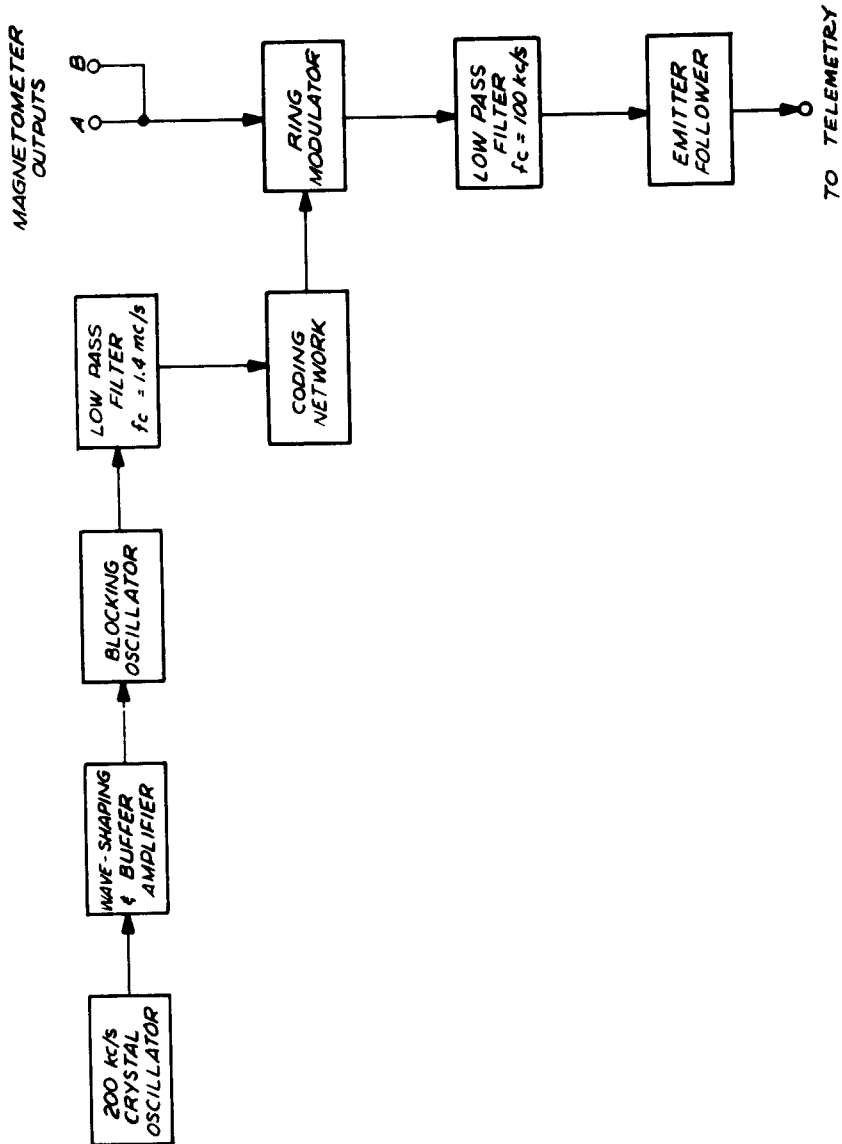 MAGNETOMETER
OUTPUTS
A
B
200 kc/s
CRYSTAL
OSCILLATOR
WAVE-SHAPING
& BUFFER
AMPLIFIER
BLOCKING
OSCILLATOR
LOW PASS
FILTER
fc = 1.4 mc/s
CODING
NETWORK
RING
MODULATOR
LOW PASS
FILTER
fc = 100 kc/s
EMITTER
FOLLOWER
TO TELEMETRY